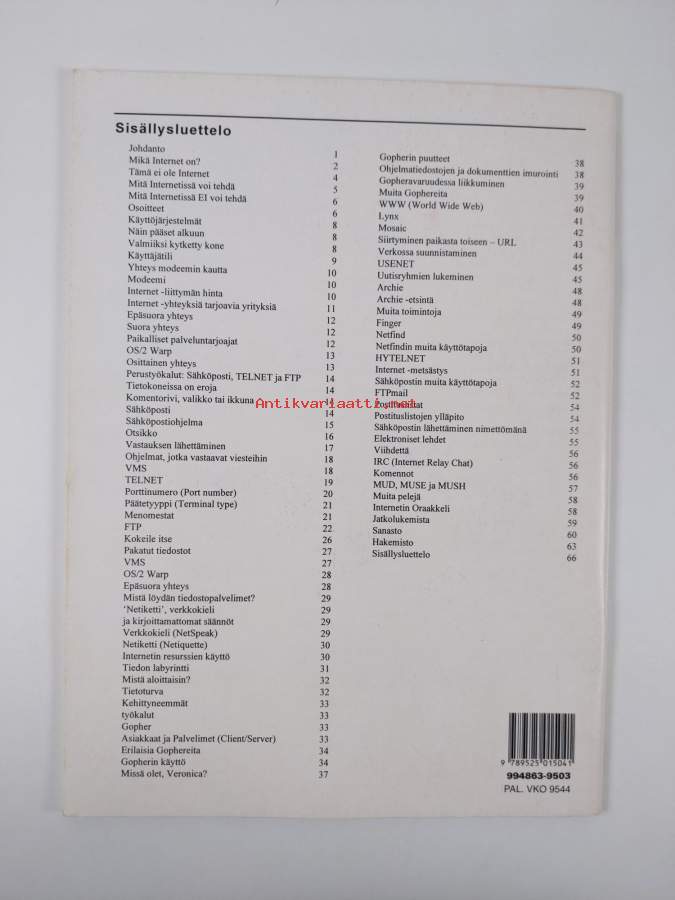 Sisällysluettelo
Johdanto 1
Mikä Internet on? 2
Tämä ei ole Internet 4
Mitä Internetissä voi tehdä 5
Mitä Internetissä EI voi tehdä 6
Osoitteet 6
Käyttöjärjestelmät 8
Näin pääset alkuun 8
Valmiiksi kytketty kone 8
Käyttäjätili 9
Yhteys modeemin kautta 10
Modeemi 10
Internet -liittymän hinta 10
Internet -yhteyksiä tarjoavia yrityksiä 11
Epäsuora yhteys 12
Suora yhteys 12
Paikalliset palveluntarjoajat 12
OS/2 Warp 13
Osittainen yhteys 13
Perustyökalut: Sähköposti, TELNET ja FTP 14
Tietokoneissa on eroja 14
Komentorivi, valikko tai ikkuna 14
Sähköposti 14
Sähköpostiohjelma 15
Otsikko 16
Vastauksen lähettäminen 17
Ohjelmat, jotka vastaavat viesteihin 18
VMS 18
TELNET 19
Porttinumero (Port number) 20
Päätetyyppi (Terminal type) 21
Menomestat 21
FTP 22
Kokeile itse 26
Pakatut tiedostot 27
VMS 27
OS/2 Warp 28
Epäsuora yhteys 28
Mistä löydän tiedostopalvelimet? 29
‘Netiketti’, verkkokieli 29
ja kirjoittamattomat säännöt 29
Verkkokieli (NetSpeak) 29
Netiketti (Netiquette) 30
Internetin resurssien käyttö 30
Tiedon labyrintti 31
Mistä aloittaisin? 32
Tietoturva 32
Kehittyneemmät 33
työkalut 33
Gopher 33
Asiakkaat ja Palvelimet (Client/Server) 33
Erilaisia Gophereita 34
Gopherin käyttö 34
Missä olet, Veronica? 37
Gopherin puutteet 38
Ohjelmatiedostojen ja dokumenttien imurointi 38
Gopheravaruudessa liikkuminen 39
Muita Gophereita 39
WWW (World Wide Web) 40
Lynx 41
Mosaic 42
Siirtyminen paikasta toiseen – URL 43
Verkossa suunnistaminen 44
USENET 45
Uutisryhmien lukeminen 45
Archie 48
Archie -etsintä 48
Muita toimintoja 49
Finger 49
Netfind 50
Netfindin muita käyttötapoja 50
HYTELNET 51
Internet -metsästys 51
Sähköpostin muita käyttötapoja 52
FTPmail 52
Postituslistat 54
Postituslistojen ylläpito 54
Sähköpostin lähettäminen nimettömänä 55
Elektroniset lehdet 55
Viihdettä 56
IRC (Internet Relay Chat) 56
Komennot 56
MUD, MUSE ja MUSH 57
Muita pelejä 58
Internetin Oraakkeli 58
Jatkolukemista 59
Sanasto 60
Hakemisto 63
Sisällysluettelo 66
Antikvariaatti.net
9 789525 015041
994863-9503
PAL. VKO 9544